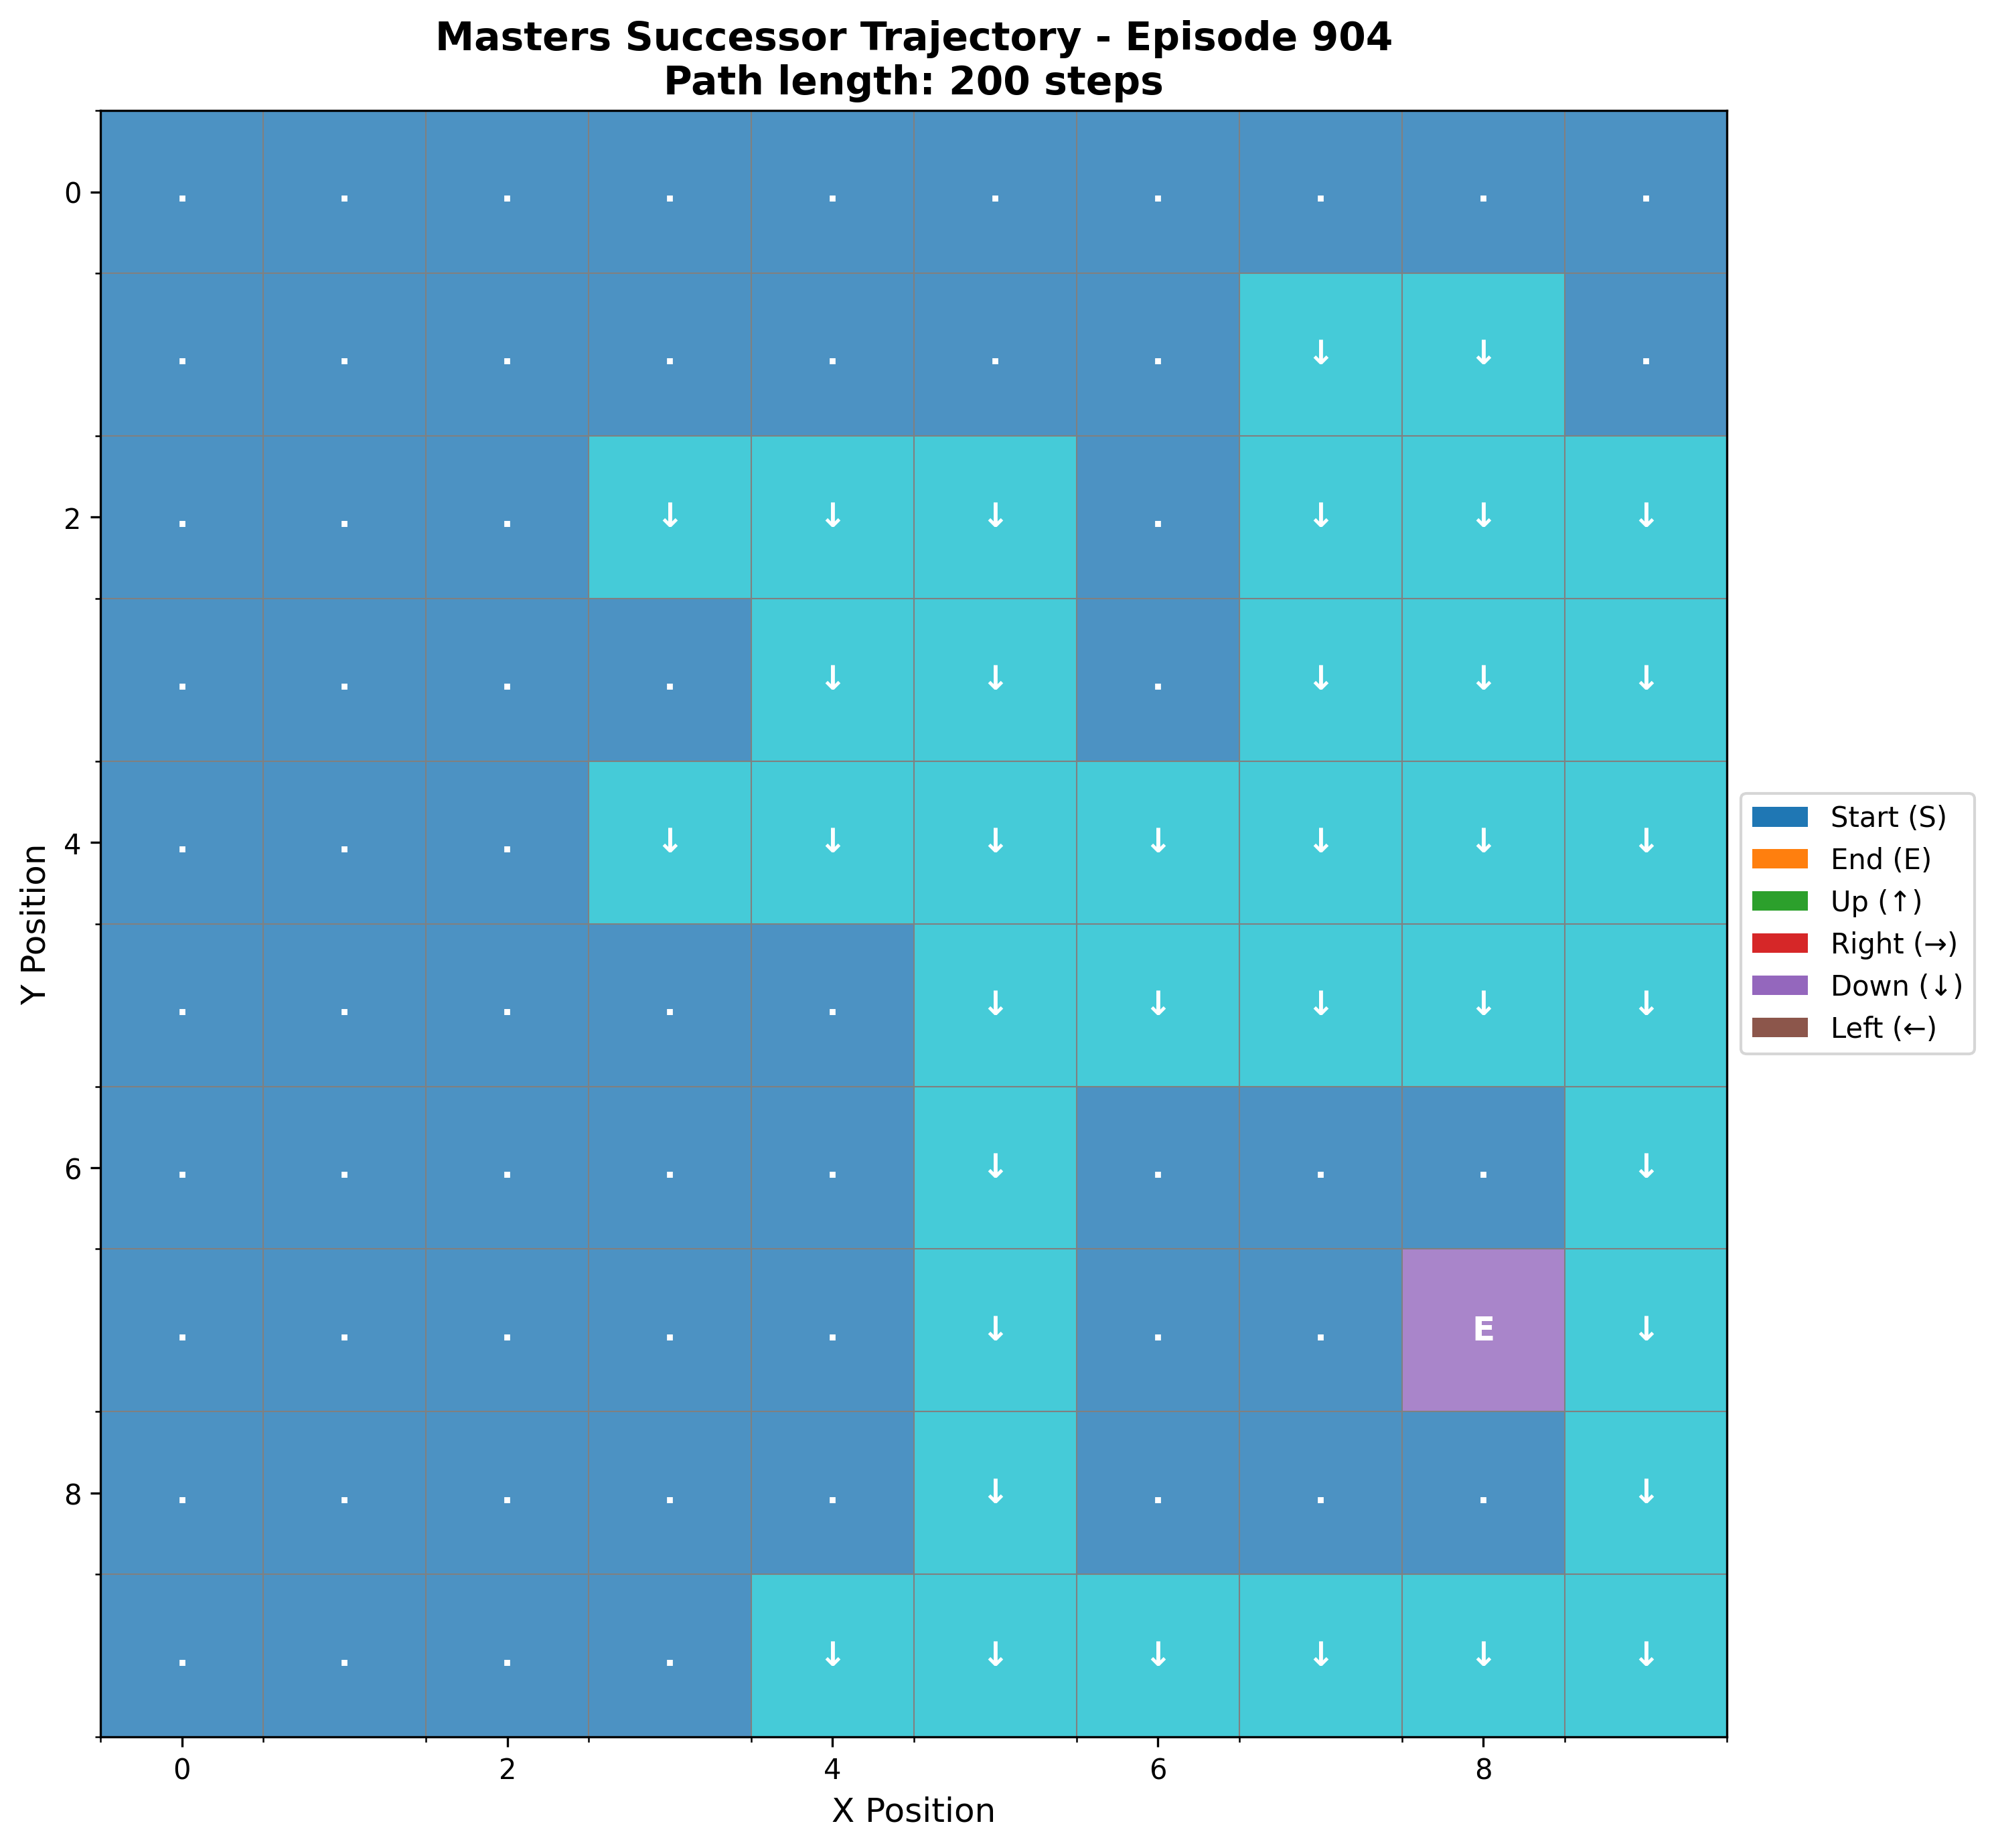 Masters Successor Trajectory - Episode 904
Path length: 200 steps
0 . . . . . . . . . .
. . . . . . . ↓ ↓ .
2 . . . ↓ ↓ ↓ . ↓ ↓ ↓
. . . . ↓ ↓ . ↓ ↓ ↓
4 . . . ↓ ↓ ↓ ↓ ↓ ↓ ↓
. . . . . ↓ ↓ ↓ ↓ ↓
6 . . . . . ↓ . . . ↓
. . . . . ↓ . . E ↓
8 . . . . . ↓ . . . ↓
. . . . ↓ ↓ ↓ ↓ ↓ ↓
0 2 4 6 8
X Position
Y Position
Start (S)
End (E)
Up (↑)
Right (→)
Down (↓)
Left (←)